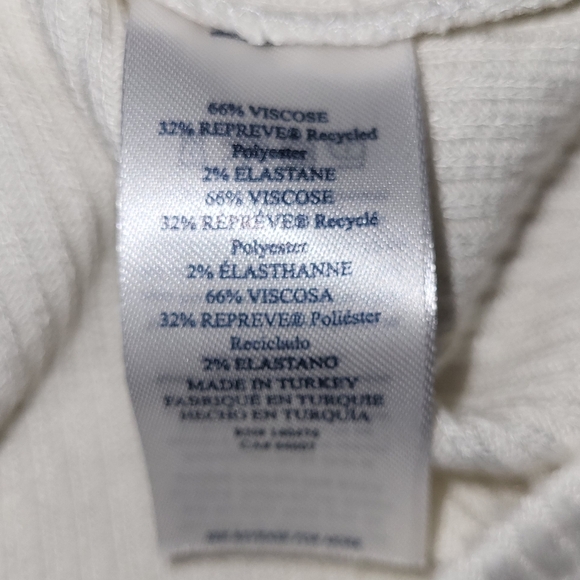 66% VISCOSE
32% REPREVE® Recycled
Polyester
2% ELASTANE
66% VISCOSE
32% REPRÉVE® Recyclé
Polyester
2% ÉLASTHANNE
66% VISCOSA
32% REPREVE® Poliéster
Reciclado
2% ELASTANO
MADE IN TURKEY
FABRIQUÉ EN TURQUIE
HECHO EN TURQUÍA